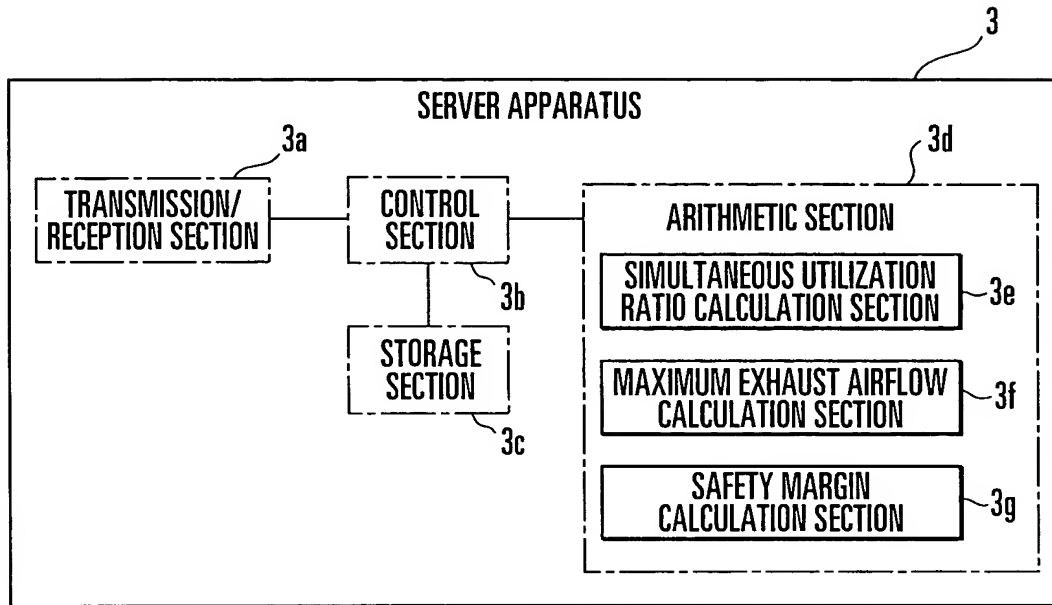 3
SERVER APPARATUS
3a
TRANSMISSION/
RECEPTION SECTION
CONTROL
SECTION
3b
STORAGE
SECTION
3c
3d
ARITHMETIC SECTION
SIMULTANEOUS UTILIZATION
RATIO CALCULATION SECTION
3e
MAXIMUM EXHAUST AIRFLOW
CALCULATION SECTION
3f
SAFETY MARGIN
CALCULATION SECTION
3g